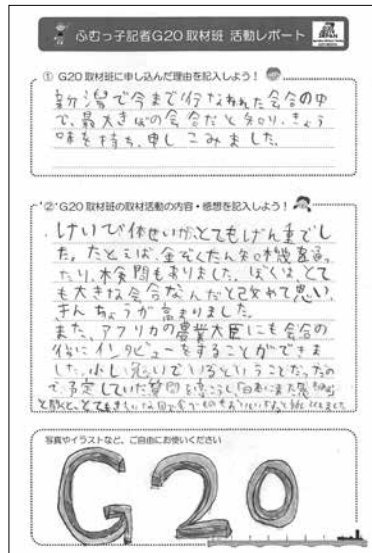 ふむっ子記者G20取材班 活動レポート
① G20取材班に申し込んだ理由を記入しよう！
新潟で今まで行なわれた会合の中
で、最大きぼの会合だと知り、きょう
味を持ち、申しこみました。
② G20取材班の取材活動の内容・感想を記入しよう！
けいび体せいが、とてもげん重でし
た。たとえば、金ぞくたん知機を通っ
たり、検問もありました。ぼくは、とて
も大きな会合なんだと改めて思い、
きんちょうが高まりました。
また、アフリカの農業大臣にも会合の
後にインタビューをすることができま
した。少し急いでいるということだったの
で、予定していた質問を
と
写真やイラストなど、ご自由にお使いください
G20